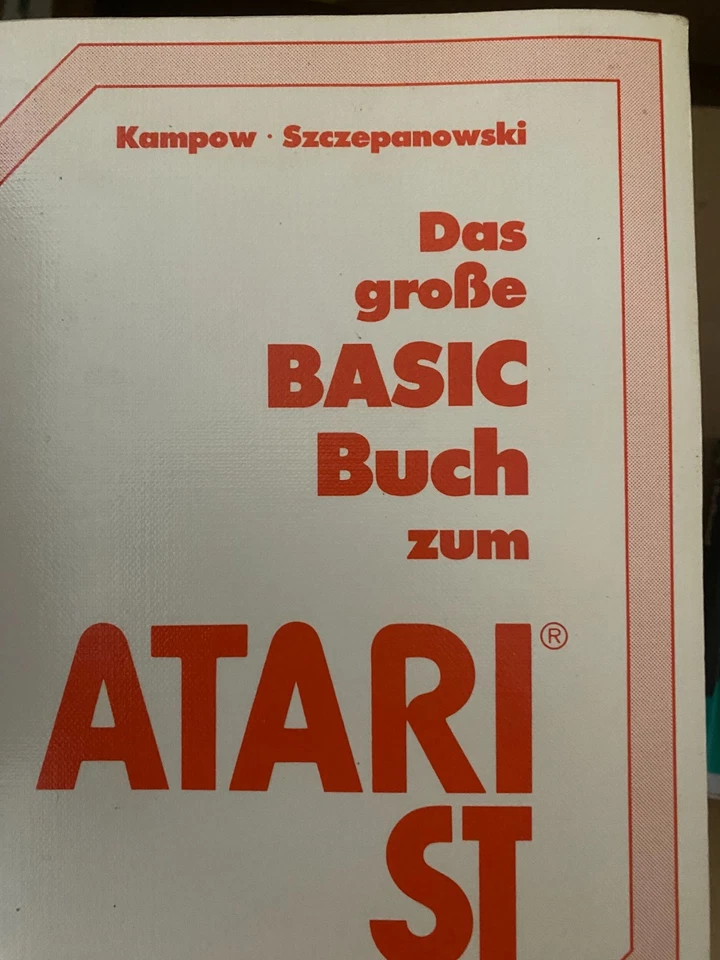 Kampow · Szczepanowski
Das
große
BASIC
Buch
zum
ATARI®
ST